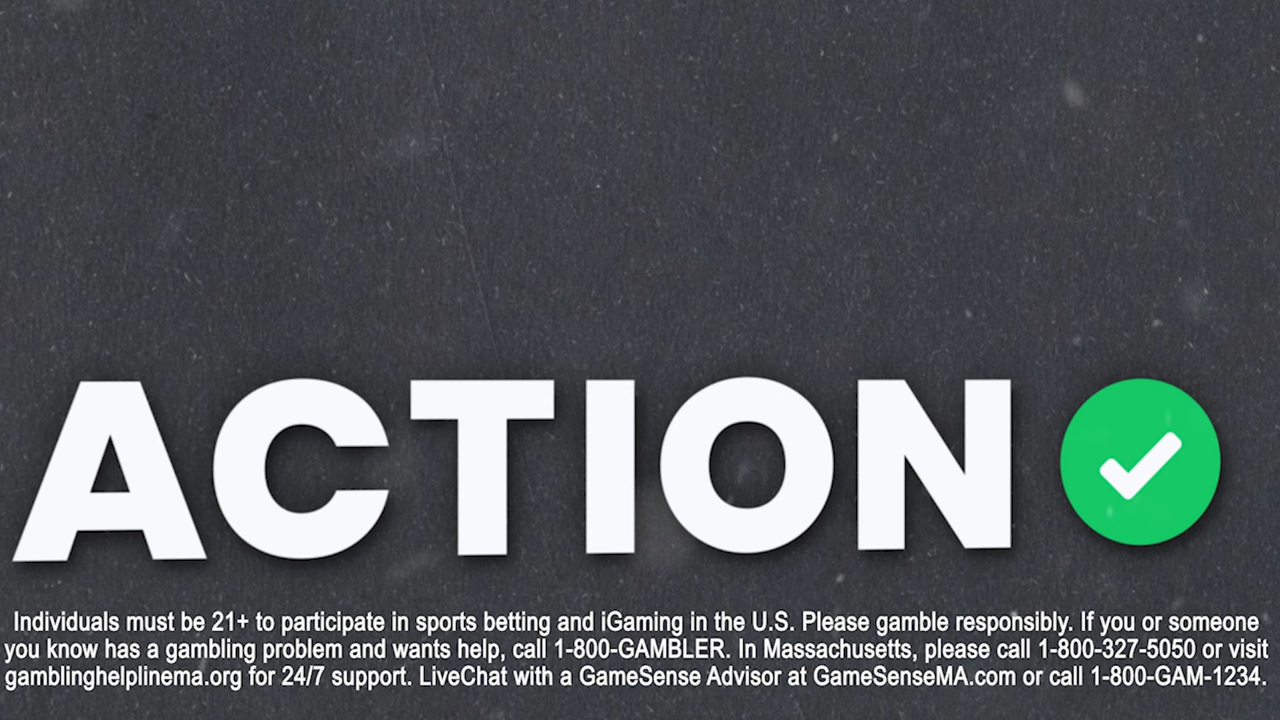 ACTION
Individuals must be 21+ to participate in sports betting and iGaming in the U.S. Please gamble responsibly. If you or someone
you know has a gambling problem and wants help, call 1-800-GAMBLER. In Massachusetts, please call 1-800-327-5050 or visit
gamblinghelplinema.org for 24/7 support. LiveChat with a GameSense Advisor at GameSenseMA.com or call 1-800-GAM-1234.